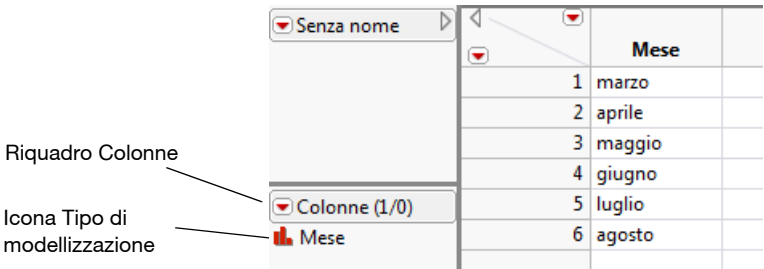 Senza nome
Mese
1 marzo
2 aprile
3 maggio
4 giugno
5 luglio
6 agosto
Riquadro Colonne
Colonne (1/0)
Icona Tipo di
modellizzazione
Mese